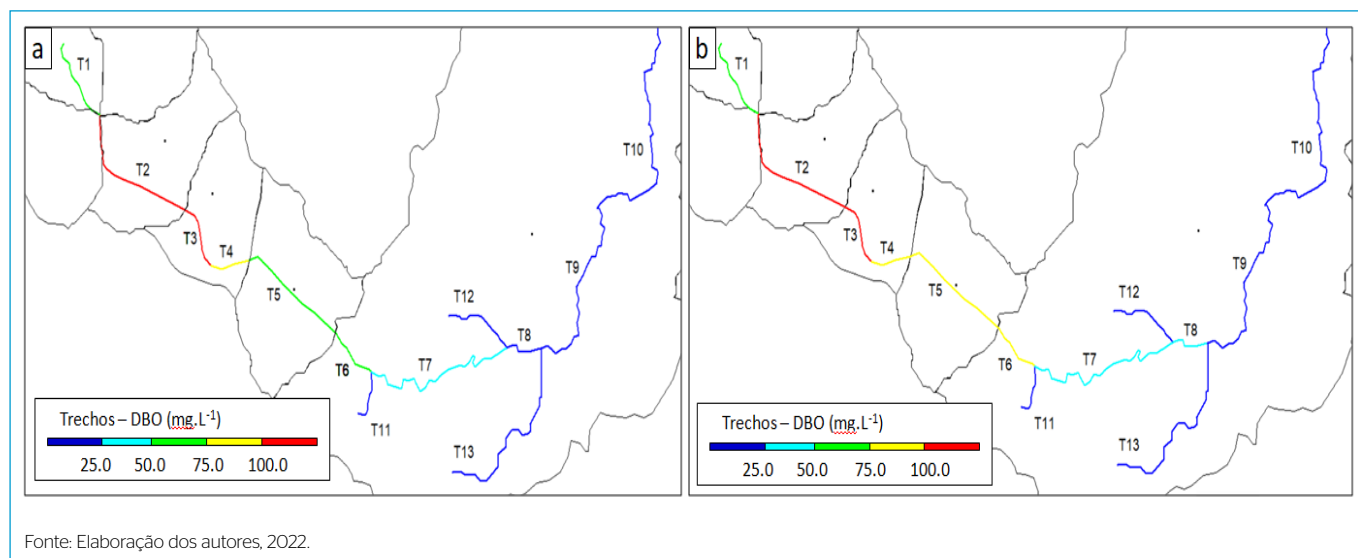 a
T1
T2
T3
T4
T5
T6
T7
T8
T9
T10
T11
T12
T13
Trechos – DBO (mg.L⁻¹)
25.0 50.0 75.0 100.0
b
T1
T2
T3
T4
T5
T6
T7
T8
T9
T10
T11
T12
T13
Trechos – DBO (mg.L⁻¹)
25.0 50.0 75.0 100.0
Fonte: Elaboração dos autores, 2022.